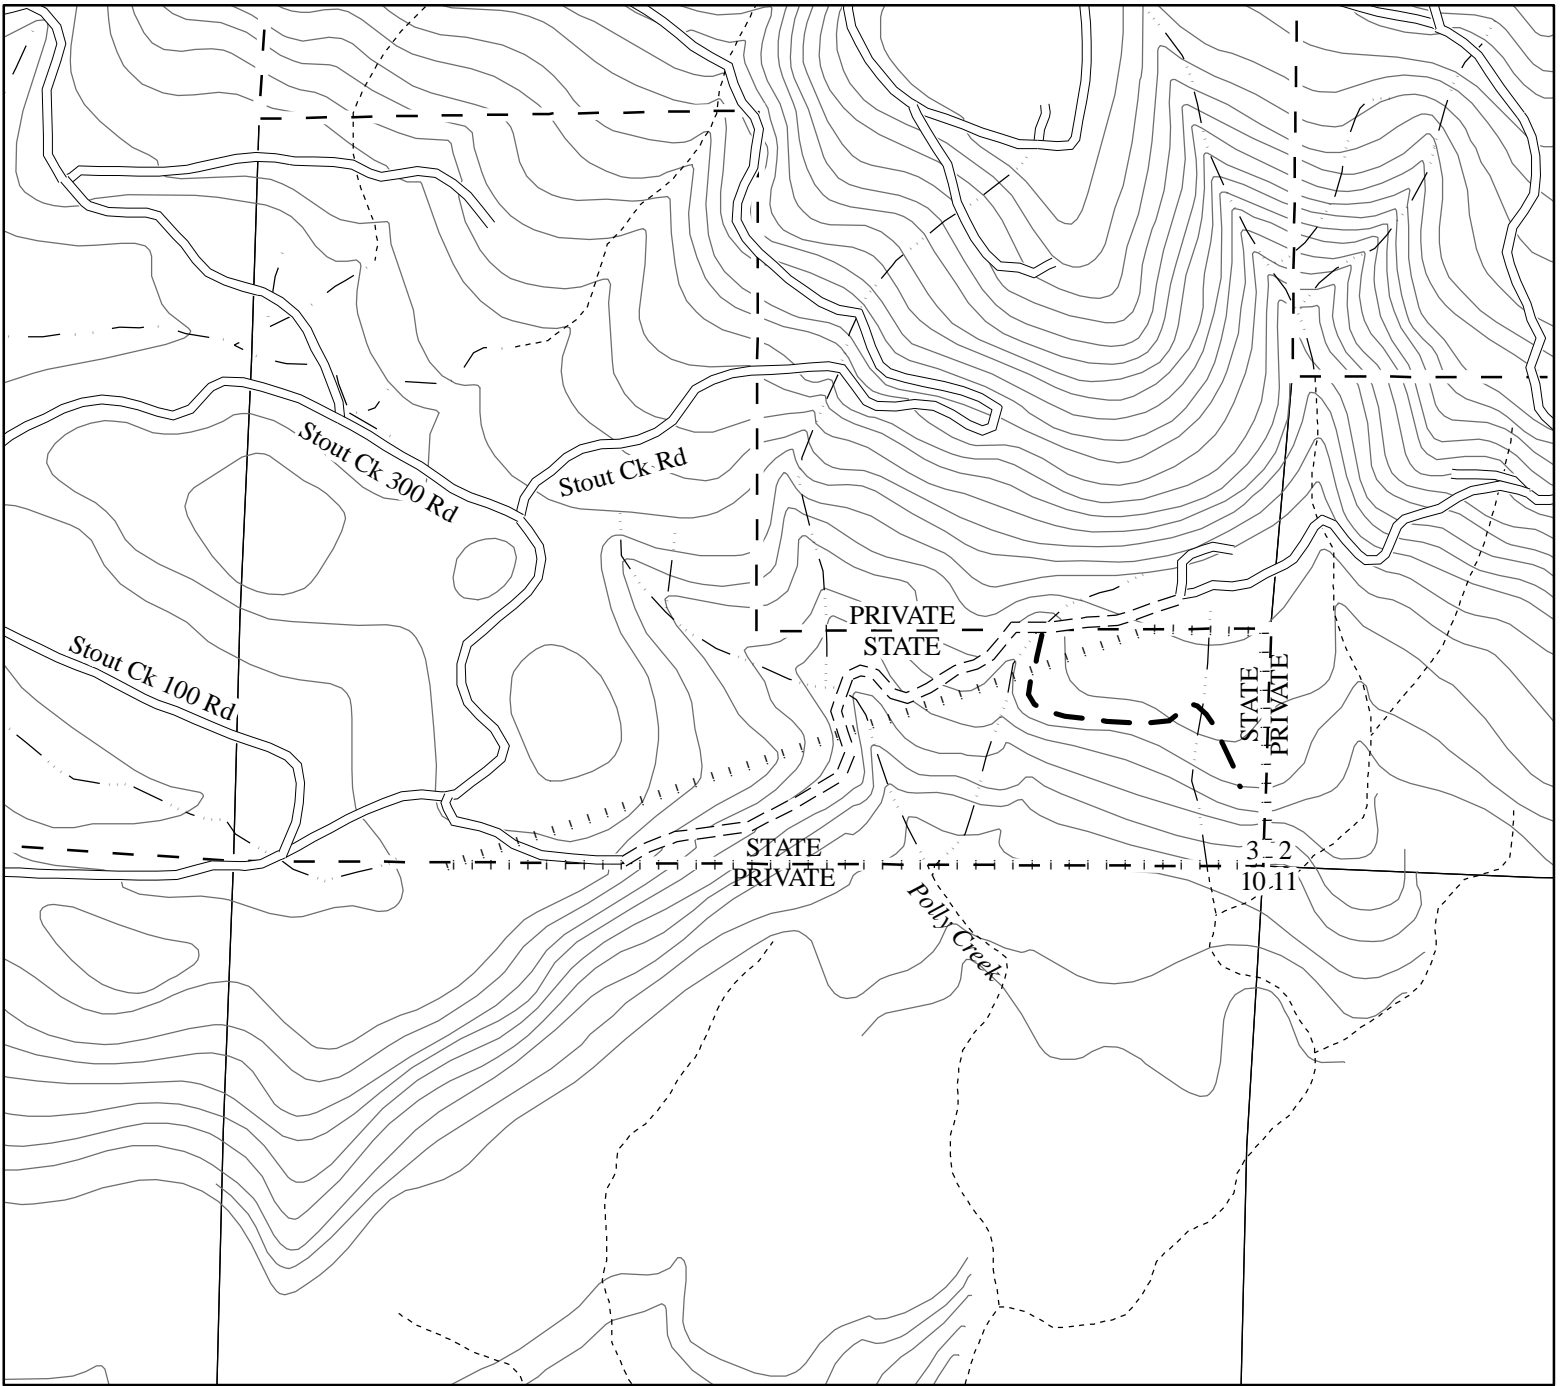 Stout Ck 300 Rd
Stout Ck Rd
PRIVATE
STATE
Stout Ck 100 Rd
STATE
PRIVATE
STATE
PRIVATE
3 2
10 11
Polly Creek